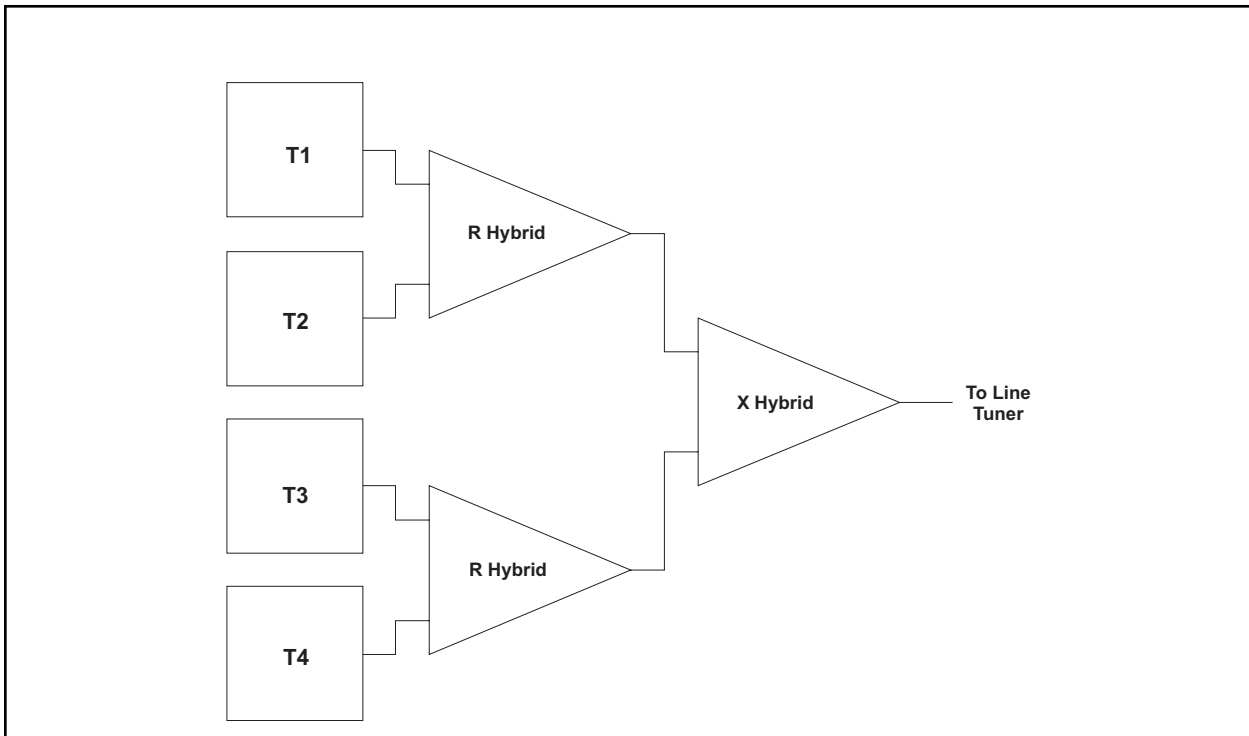 T1
R Hybrid
T2
X Hybrid
To Line
Tuner
T3
R Hybrid
T4